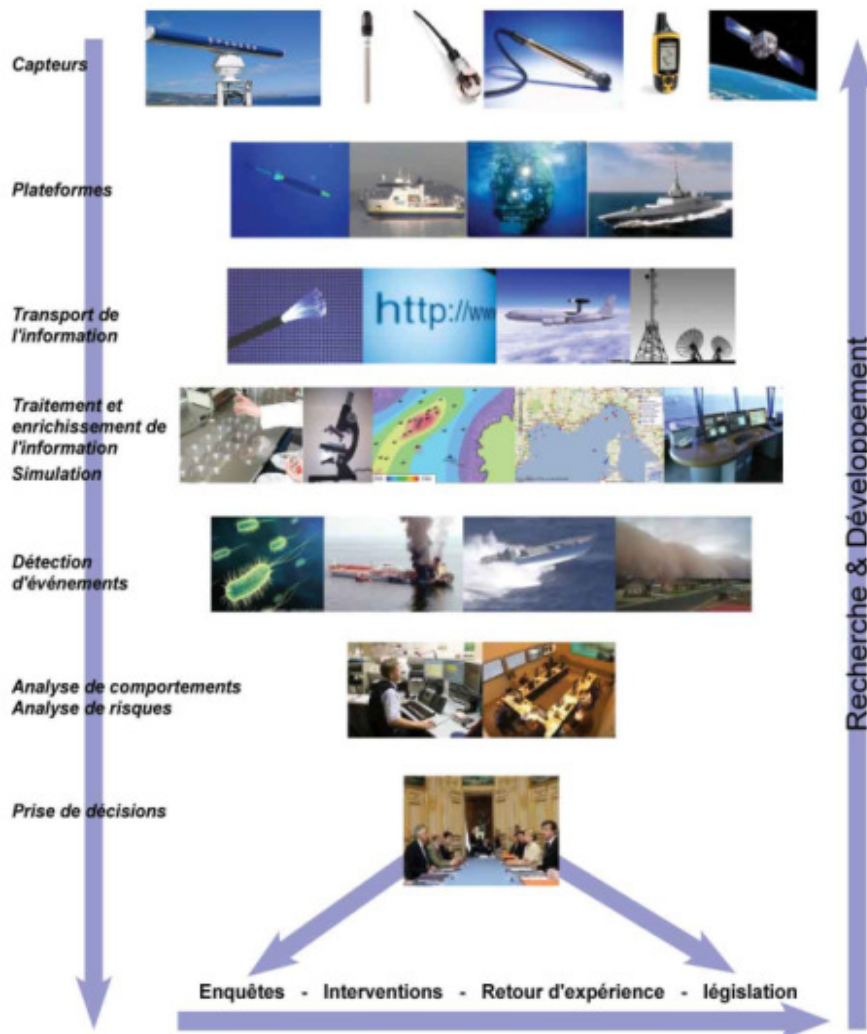 Capteurs
Plateformes
Transport de
l'information
http://www
Traitement et
enrichissement de
l'information
Simulation
Détection
d'événements
Analyse de comportements
Analyse de risques
Prise de décisions
Enquêtes - Interventions - Retour d'expérience - législation
Recherche & Développement